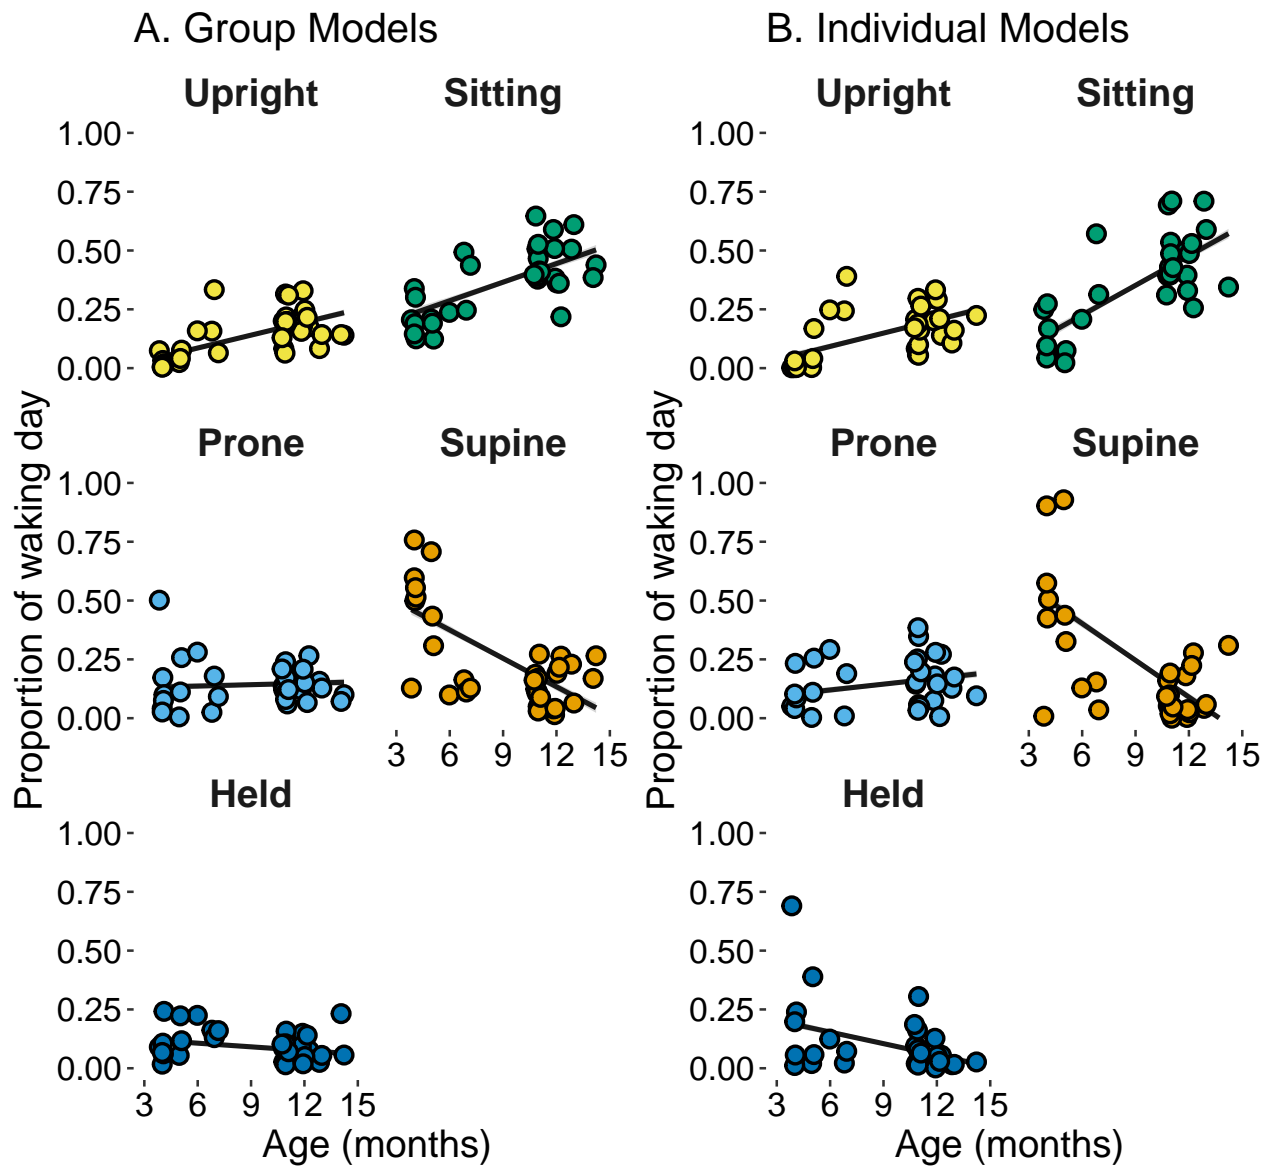 A. Group Models
B. Individual Models
Upright
Sitting
Upright
Sitting
1.00
0.75
0.50
0.25
0.00
1.00
0.75
0.50
0.25
0.00
Prone
Supine
Prone
Supine
1.00
0.75
0.50
0.25
0.00
1.00
0.75
0.50
0.25
0.00
3 6 9 12 15
3 6 9 12 15
Held
Held
1.00
0.75
0.50
0.25
0.00
1.00
0.75
0.50
0.25
0.00
3 6 9 12 15
3 6 9 12 15
Proportion of waking day
Proportion of waking day
Age (months)
Age (months)